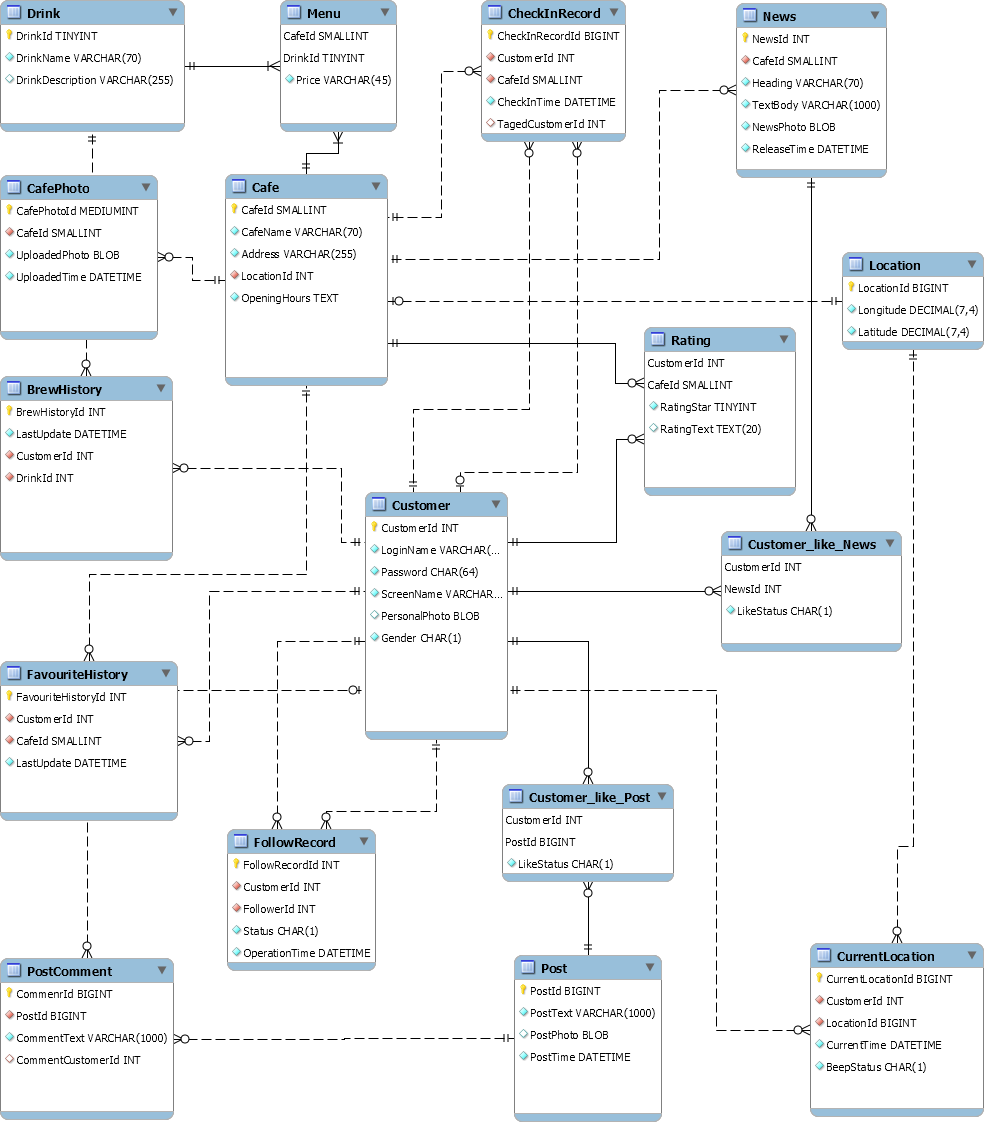 Drink
DrinkId TINYINT
DrinkName VARCHAR(70)
DrinkDescription VARCHAR(255)
Menu
CafeId SMALLINT
DrinkId TINYINT
Price VARCHAR(45)
CheckInRecord
CheckInRecordId BIGINT
CustomerId INT
CafeId SMALLINT
CheckInTime DATETIME
TagedCustomerId INT
News
NewsId INT
CafeId SMALLINT
Heading VARCHAR(70)
TextBody VARCHAR(1000)
NewsPhoto BLOB
ReleaseTime DATETIME
CafePhoto
CafePhotoId MEDIUMINT
CafeId SMALLINT
UploadedPhoto BLOB
UploadedTime DATETIME
Cafe
CafeId SMALLINT
CafeName VARCHAR(70)
Address VARCHAR(255)
LocationId INT
OpeningHours TEXT
Location
LocationId BIGINT
Longitude DECIMAL(7,4)
Latitude DECIMAL(7,4)
Rating
CustomerId INT
CafeId SMALLINT
RatingStar TINYINT
RatingText TEXT(20)
BrewHistory
BrewHistoryId INT
LastUpdate DATETIME
CustomerId INT
DrinkId INT
Customer
CustomerId INT
LoginName VARCHAR(...
Password CHAR(64)
ScreenName VARCHAR...
PersonalPhoto BLOB
Gender CHAR(1)
Customer_like_News
CustomerId INT
NewsId INT
LikeStatus CHAR(1)
FavouriteHistory
FavouriteHistoryId INT
CustomerId INT
CafeId SMALLINT
LastUpdate DATETIME
Customer_like_Post
CustomerId INT
PostId BIGINT
LikeStatus CHAR(1)
FollowRecord
FollowRecordId INT
CustomerId INT
FollowerId INT
Status CHAR(1)
OperationTime DATETIME
PostComment
CommenrId BIGINT
PostId BIGINT
CommentText VARCHAR(1000)
CommentCustomerId INT
Post
PostId BIGINT
PostText VARCHAR(1000)
PostPhoto BLOB
PostTime DATETIME
CurrentLocation
CurrentLocationId BIGINT
CustomerId INT
LocationId BIGINT
CurrentTime DATETIME
BeepStatus CHAR(1)